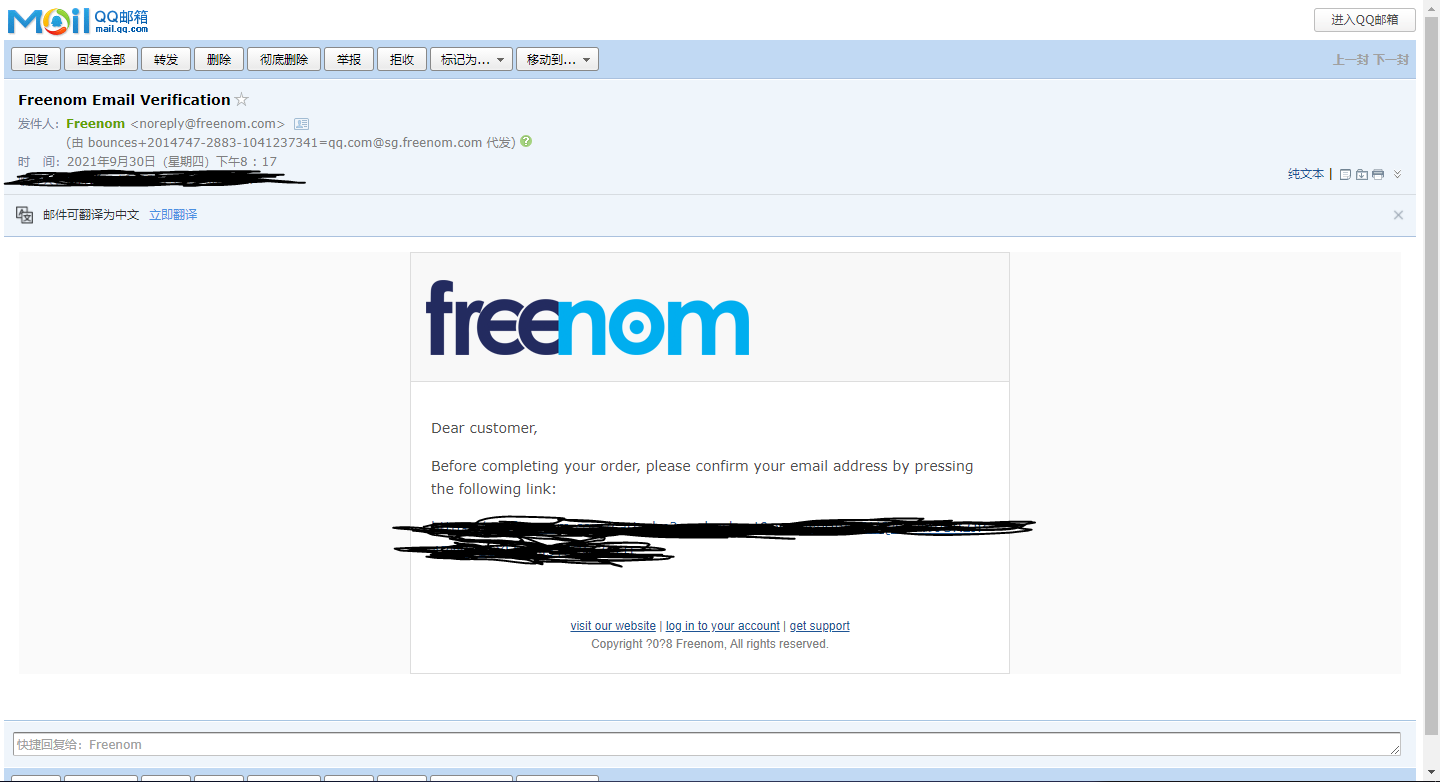 Mail QQ邮箱
mail.qq.com
进入QQ邮箱
回复 回复全部 转发 删除 彻底删除 举报 拒收 标记为... 移动到...
上一封 下一封
Freenom Email Verification
发件人：Freenom <noreply@freenom.com>
(由 bounces+2014747-2883-1041237341=qq.com@sg.freenom.com 代发)
时 间：2021年9月30日（星期四）下午8：17
纯文本 |
邮件可翻译为中文 立即翻译
freenom
Dear customer,
Before completing your order, please confirm your email address by pressing
the following link:
visit our website | log in to your account | get support
Copyright ?0?8 Freenom, All rights reserved.
快捷回复给：Freenom